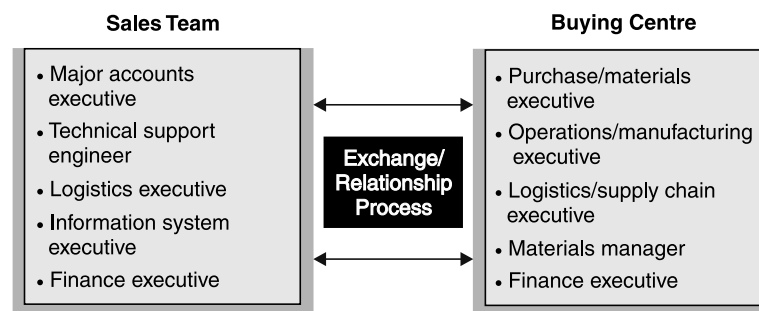 Sales Team
• Major accounts
executive
• Technical support
engineer
• Logistics executive
• Information system
executive
• Finance executive
Exchange/
Relationship
Process
Buying Centre
• Purchase/materials
executive
• Operations/manufacturing
executive
• Logistics/supply chain
executive
• Materials manager
• Finance executive